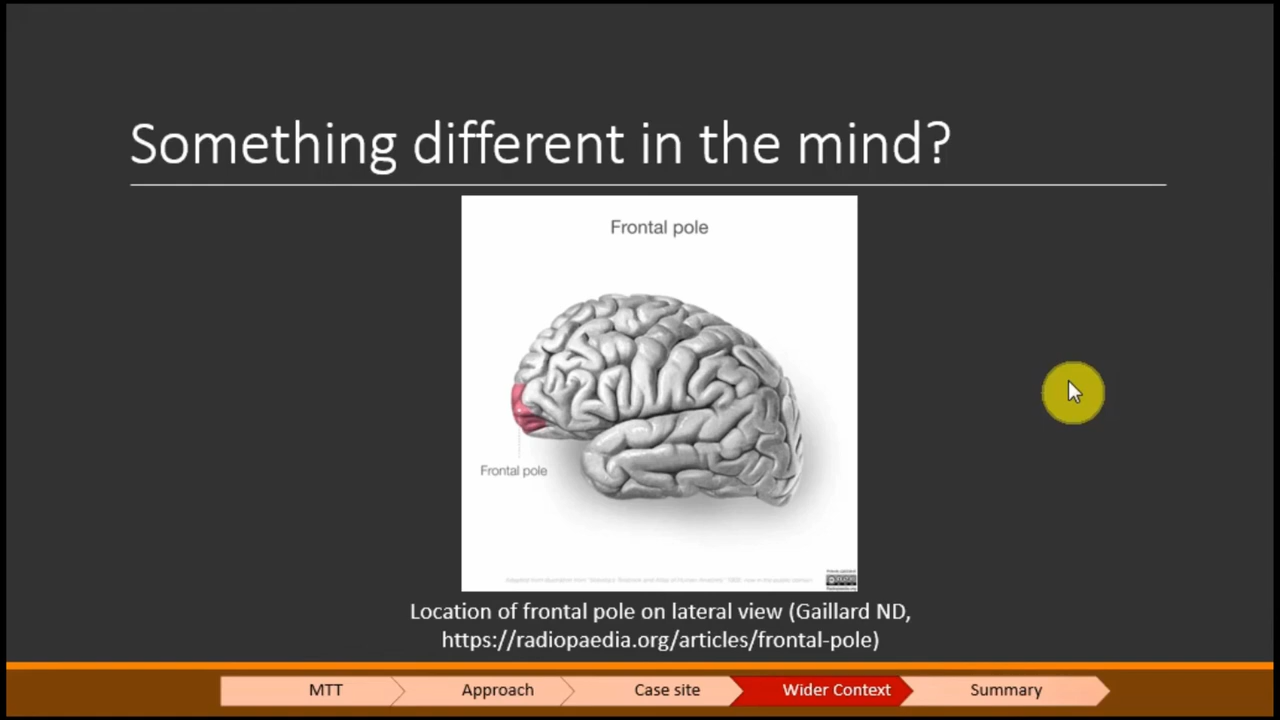 Something different in the mind?
Frontal pole
Frontal pole
Location of frontal pole on lateral view (Gaillard ND,
https://radiopaedia.org/articles/frontal-pole)
MTT
Approach
Case site
Wider Context
Summary